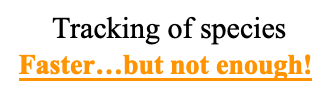 Tracking of species
Faster…but not enough!